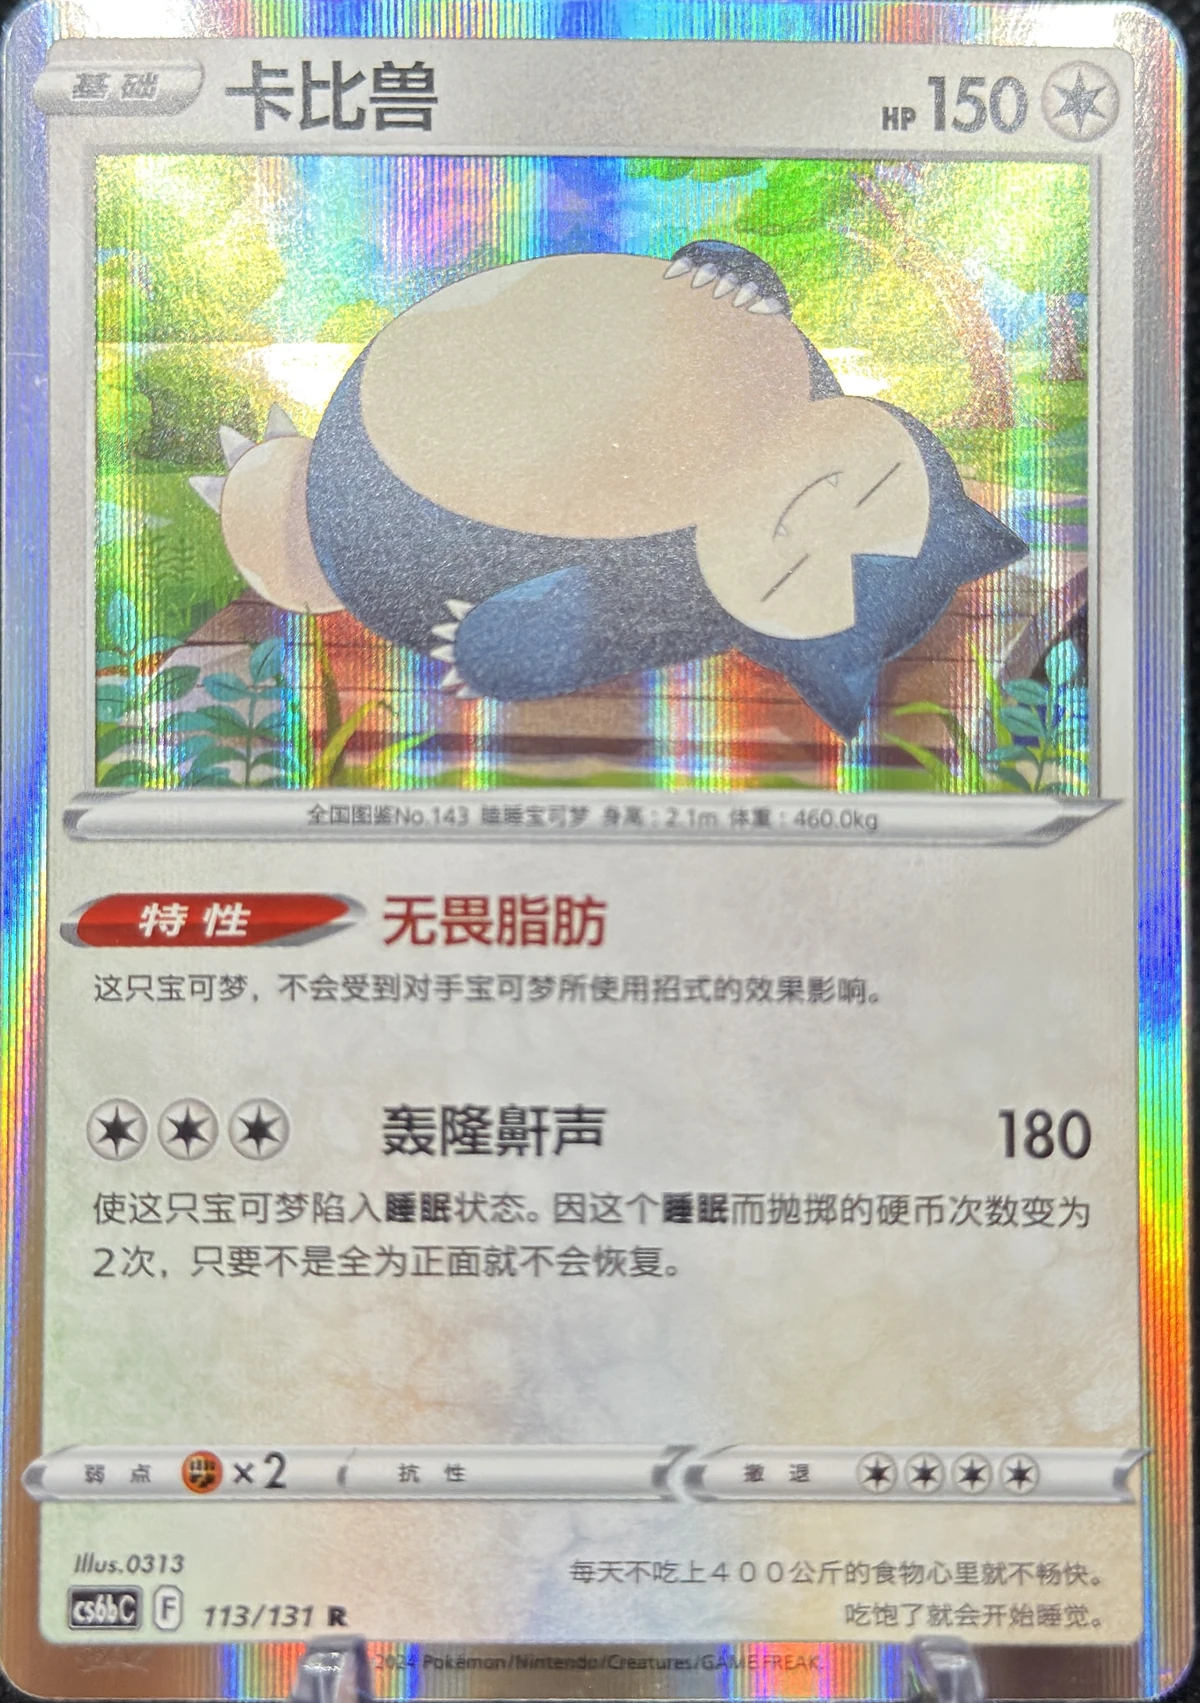 基础 卡比兽 HP 150
全国图鉴No.143 瞌睡宝可梦 身高：2.1m 体重：460.0kg
特性 无畏脂肪
这只宝可梦，不会受到对手宝可梦所使用招式的效果影响。
轰隆鼾声 180
使这只宝可梦陷入睡眠状态。因这个睡眠而抛掷的硬币次数变为
2次，只要不是全为正面就不会恢复。
弱点 ×2 抗性 撤退
Illus.0313
每天不吃上４００公斤的食物心里就不畅快。
吃饱了就会开始睡觉。
cs6bC F 113/131 R
2024 Pokémon/Nintendo/Creatures/GAME FREAK.